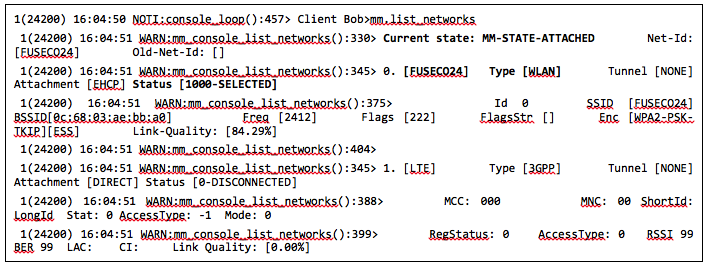 1(24200) 16:04:50 NOTI:console_loop():457> Client Bob>mm.list_networks
1(24200) 16:04:51 WARN:mm_console_list_networks():330> Current state: MM-STATE-ATTACHED Net-Id:
[FUSECO24] Old-Net-Id: []
1(24200) 16:04:51 WARN:mm_console_list_networks():345> 0. [FUSECO24] Type [WLAN] Tunnel [NONE]
Attachment [EHCP] Status [1000-SELECTED]
1(24200) 16:04:51 WARN:mm_console_list_networks():375> Id 0 SSID [FUSECO24]
BSSID[0c:68:03:ae:bb:a0] Freq [2412] Flags [222] FlagsStr [] Enc [WPA2-PSK-
TKIP][ESS] Link-Quality: [84.29%]
1(24200) 16:04:51 WARN:mm_console_list_networks():404>
1(24200) 16:04:51 WARN:mm_console_list_networks():345> 1. [LTE] Type [3GPP] Tunnel [NONE]
Attachment [DIRECT] Status [0-DISCONNECTED]
1(24200) 16:04:51 WARN:mm_console_list_networks():388> MCC: 000 MNC: 00 ShortId:
LongId Stat: 0 AccessType: -1 Mode: 0
1(24200) 16:04:51 WARN:mm_console_list_networks():399> RegStatus: 0 AccessType: 0 RSSI 99
BER 99 LAC: CI: Link Quality: [0.00%]